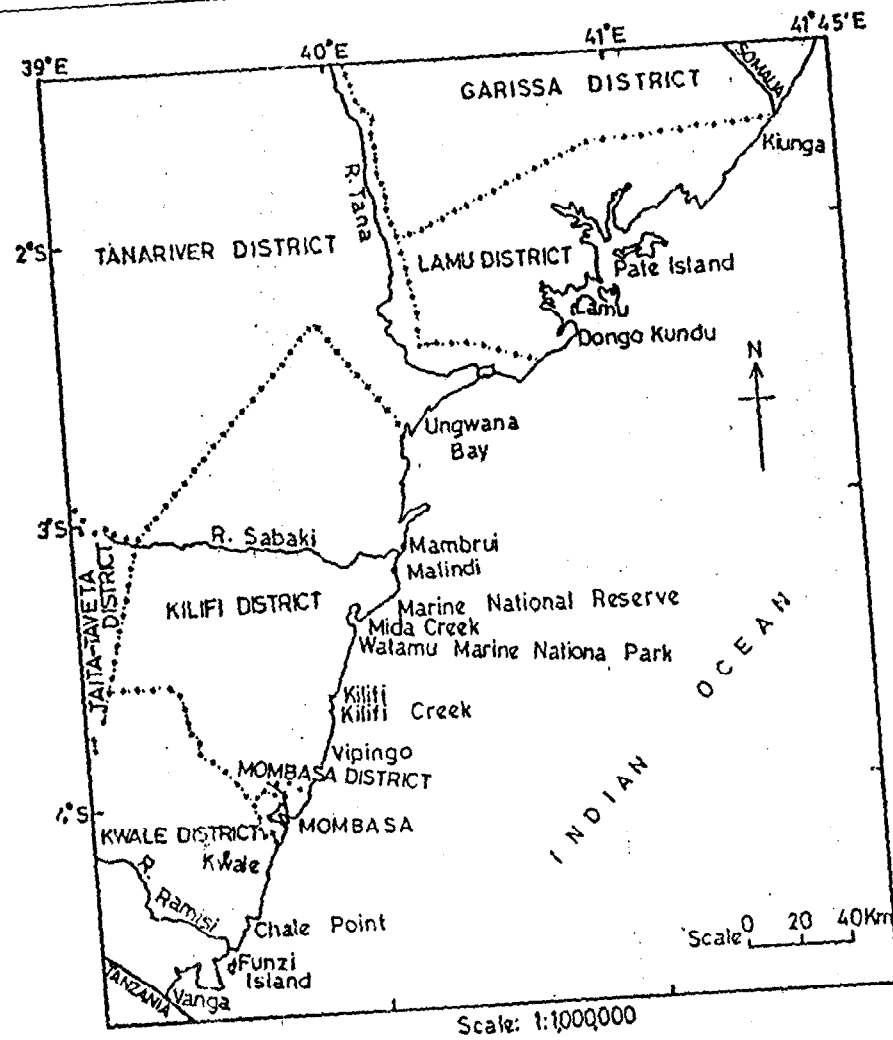 39°E
40°E
41°E
41°45'E
SOMALIA
GARISSA DISTRICT
Kiunga
R. Tana
2°S
TANARIVER DISTRICT
LAMU DISTRICT
Pate Island
Lamu
Dongo Kundu
N
Ungwana
Bay
3°S
R. Sabaki
Mambrui
Malindi
TAITA-TAVETA
DISTRICT
KILIFI DISTRICT
Marine National Reserve
Mida Creek
Watamu Marine Nationa Park
INDIAN OCEAN
Kilifi
Kilifi Creek
Vipingo
MOMBASA DISTRICT
4°S
MOMBASA
KWALE DISTRICT
Kwale
R. Ramisi
Chale Point
Scale 0 20 40Km
Funzi
Island
TANZANIA
Vanga
Scale: 1:1,000,000